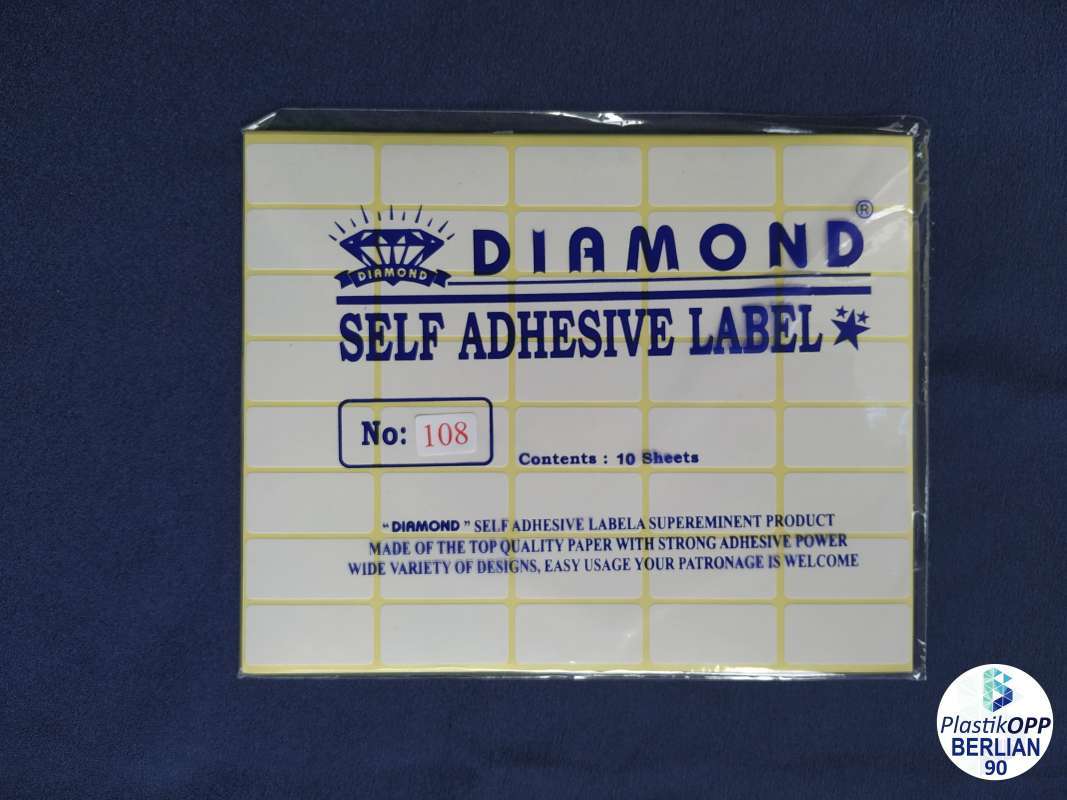 DIAMOND
DIAMOND ®
SELF ADHESIVE LABEL
No: 108
Contents : 10 Sheets
“ DIAMOND ” SELF ADHESIVE LABELA SUPEREMINENT PRODUCT
MADE OF THE TOP QUALITY PAPER WITH STRONG ADHESIVE POWER
WIDE VARIETY OF DESIGNS, EASY USAGE YOUR PATRONAGE IS WELCOME
PlastikOPP
BERLIAN
90